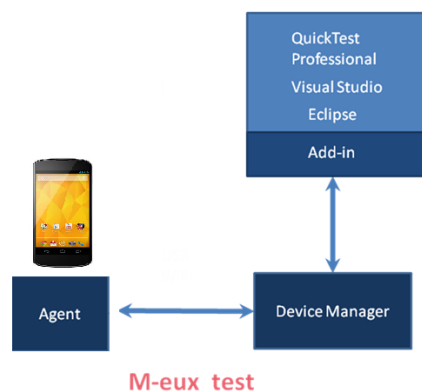 QuickTest
Professional
Visual Studio
Eclipse
Add-in
Agent
Device Manager
M-eux test